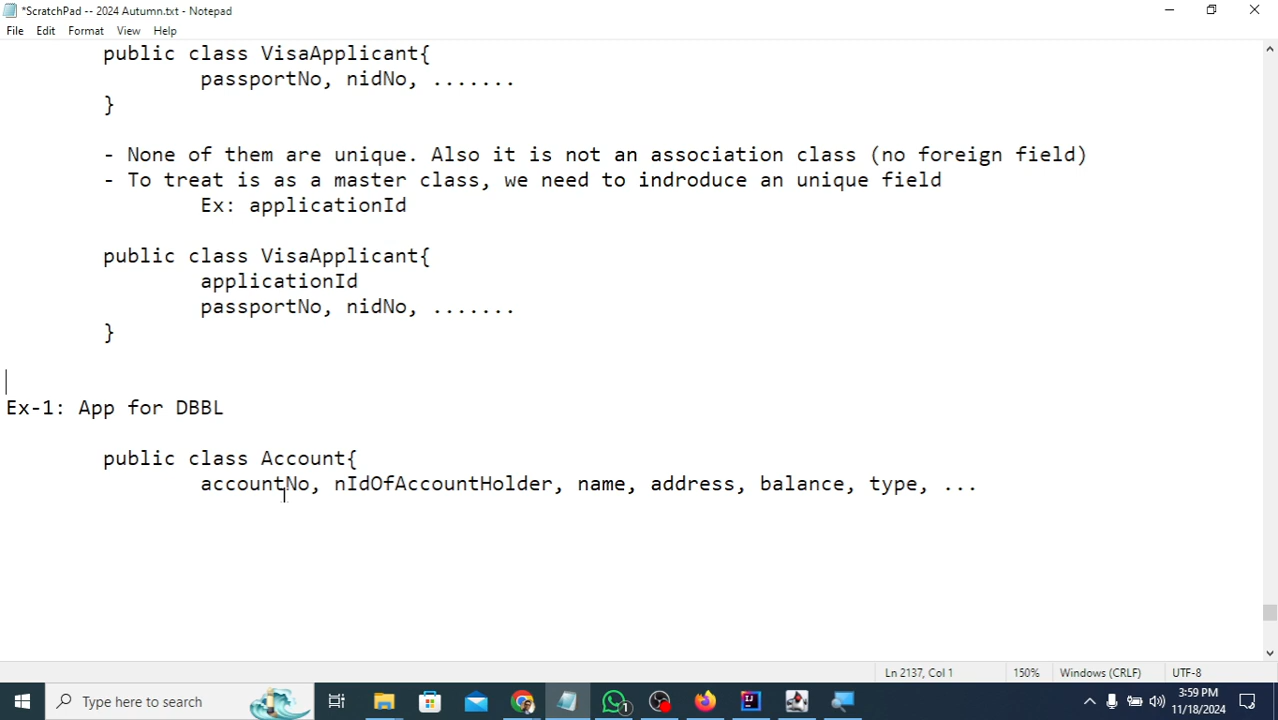 *ScratchPad -- 2024 Autumn.txt - Notepad
File Edit Format View Help
public class VisaApplicant{
passportNo, nidNo, .......
}
- None of them are unique. Also it is not an association class (no foreign field)
- To treat is as a master class, we need to indroduce an unique field
Ex: applicationId
public class VisaApplicant{
applicationId
passportNo, nidNo, .......
}
Ex-1: App for DBBL
public class Account{
accountNo, nIdOfAccountHolder, name, address, balance, type, ...
Ln 2137, Col 1 150% Windows (CRLF) UTF-8
Type here to search
1
3:59 PM
11/18/2024